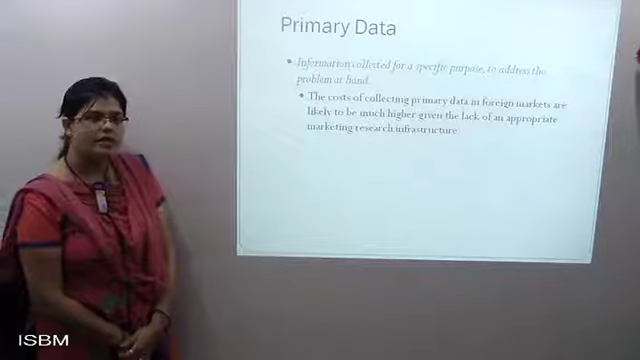 Primary Data
• Information collected for a specific purpose, to address the
problem at hand.
• The costs of collecting primary data in foreign markets are
likely to be much higher given the lack of an appropriate
marketing research infrastructure
ISBM